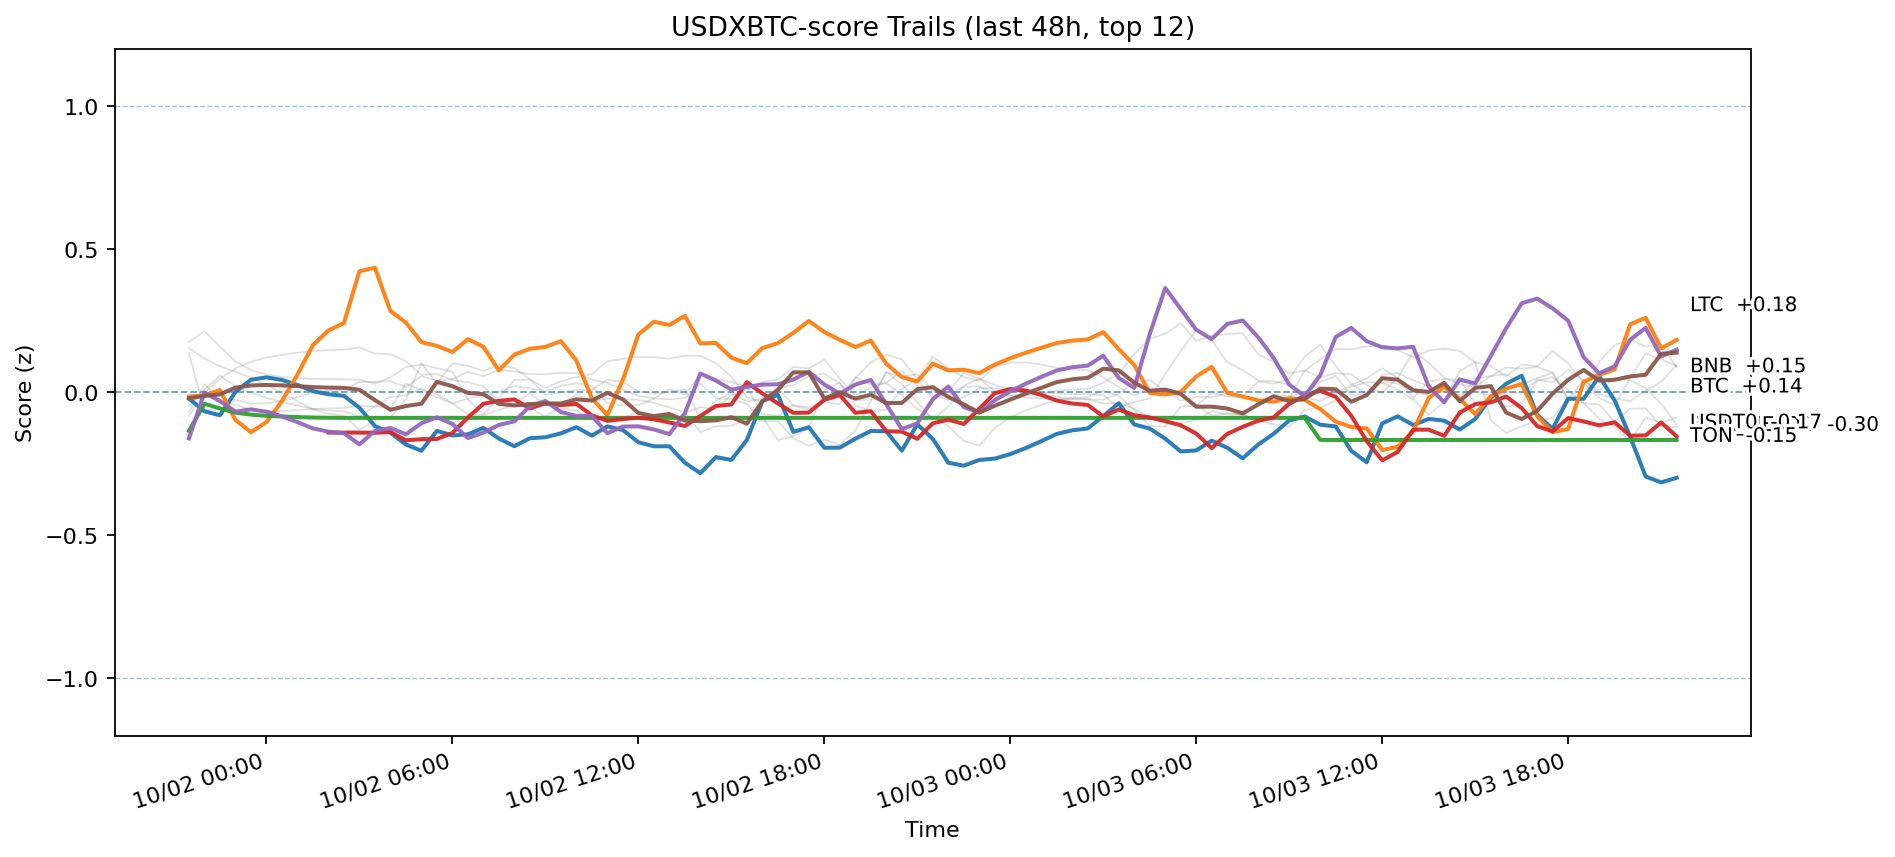 USDXBTC-score Trails (last 48h, top 12)
Score (z)
1.0
0.5
0.0
−0.5
−1.0
LTC +0.18
BNB +0.15
BTC +0.14
-0.17
-0.30
TON -0.15
10/02 00:00
10/02 06:00
10/02 12:00
10/02 18:00
10/03 00:00
10/03 06:00
10/03 12:00
10/03 18:00
Time